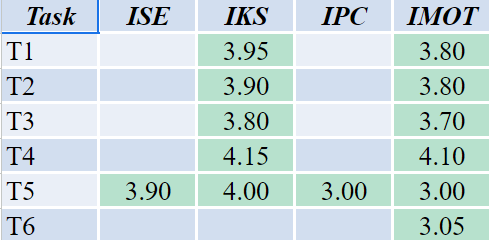 Task ISE IKS IPC IMOT
T1 3.95 3.80
T2 3.90 3.80
T3 3.80 3.70
T4 4.15 4.10
T5 3.90 4.00 3.00 3.00
T6 3.05